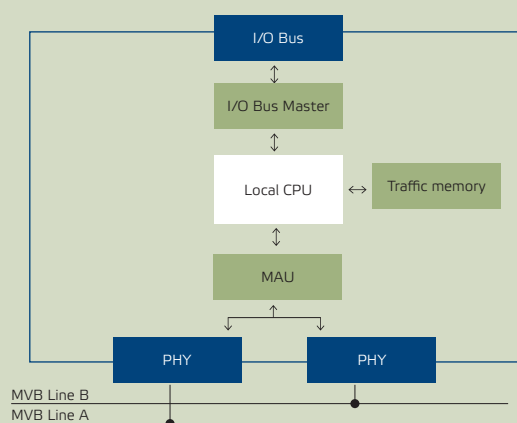 I/O Bus
I/O Bus Master
Local CPU
Traffic memory
MAU
PHY
PHY
MVB Line B
MVB Line A